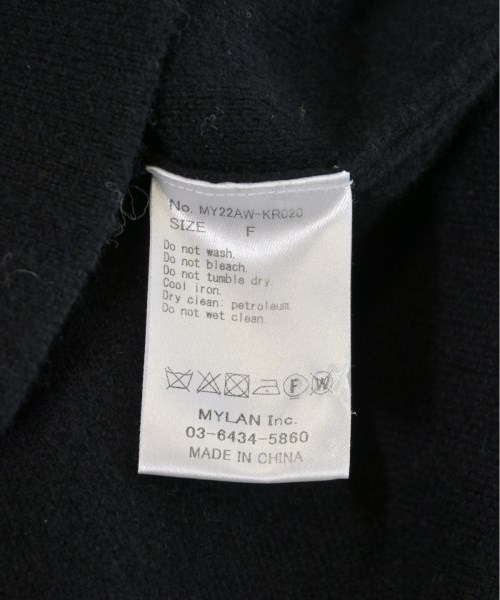 No. MY22AW-KR020
SIZE F
Do not wash.
Do not bleach.
Do not tumble dry.
Cool iron.
Dry clean: petroleum.
Do not wet clean.
F W
MYLAN Inc.
03-6434-5860
MADE IN CHINA